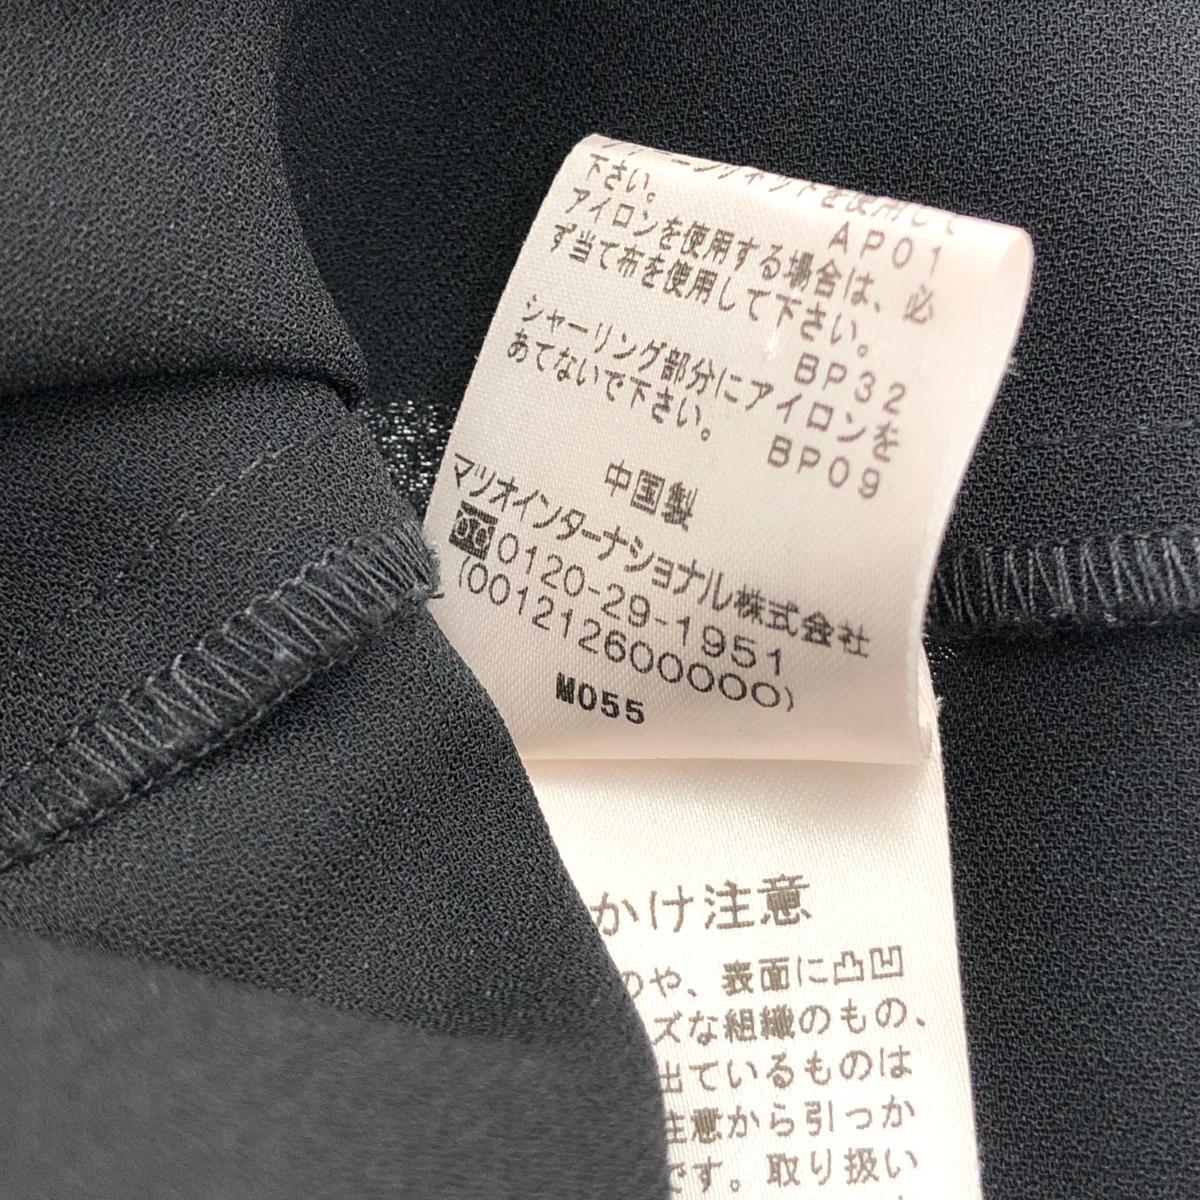 下さい。
AP01
アイロンを使用する場合は、必
ず当て布を使用して下さい。
BP32
シャーリング部分にアイロンを
あてないで下さい。
BP09
中国製
マツオインターナショナル株式会社
0120-29-1951
(001212600000)
M055
かけ注意
のや、表面に凸凹
ズな組織のもの、
出ているものは
注意から引っか
です。取り扱い